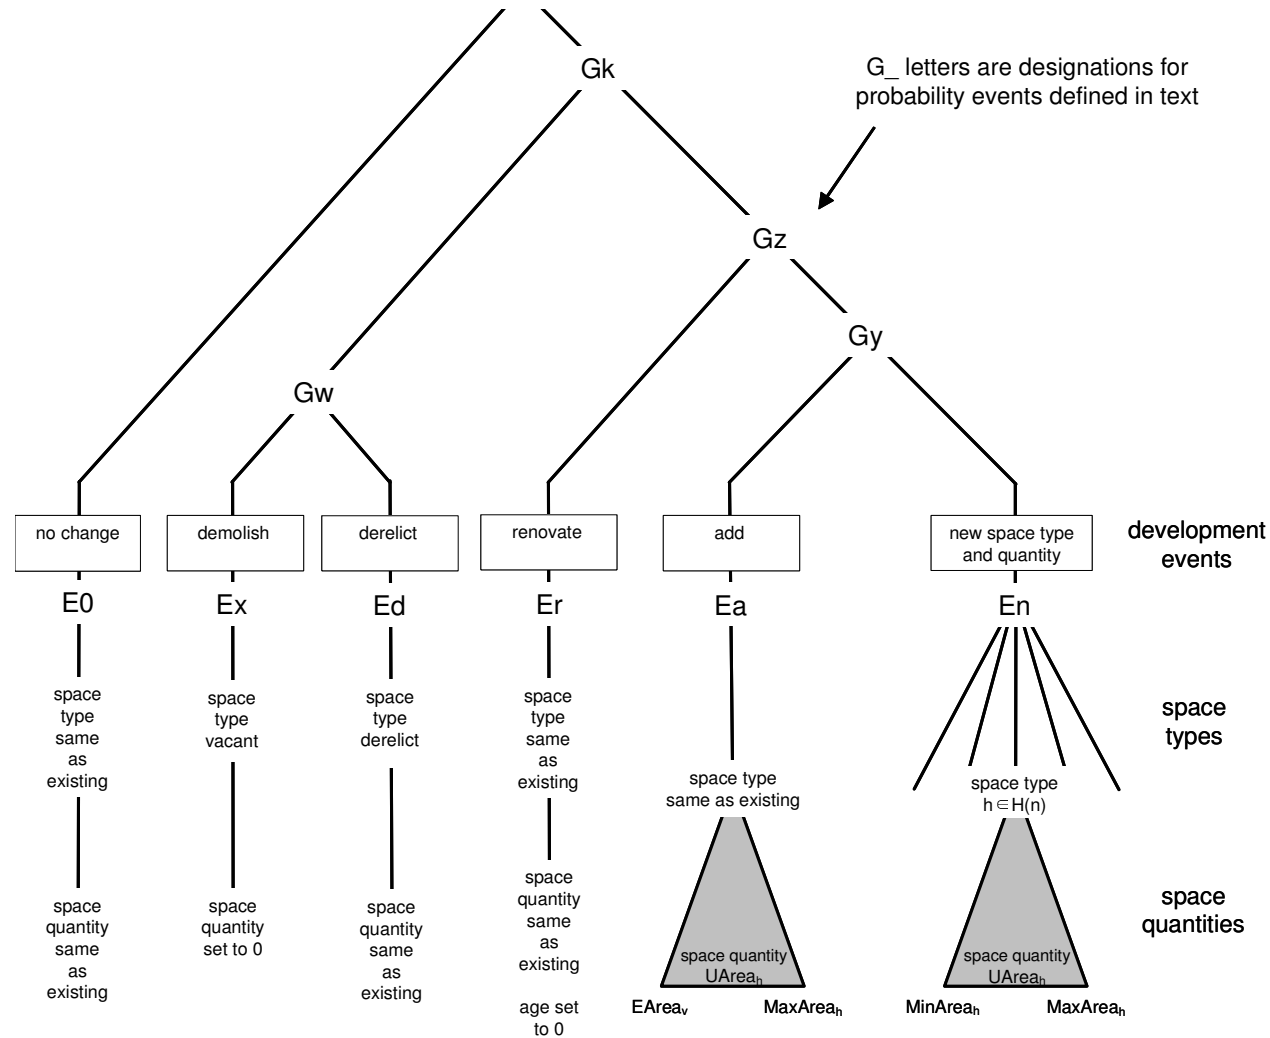 Gk
G_ letters are designations for
probability events defined in text
Gz
Gy
Gw
no change
demolish
derelict
renovate
add
new space type
and quantity
development
events
E0
Ex
Ed
Er
Ea
En
space
type
same
as
existing
space
type
vacant
space
type
derelict
space
type
same
as
existing
space type
same as existing
space type
h∈H(n)
space
types
space
quantity
same
as
existing
space
quantity
set to 0
space
quantity
same
as
existing
space
quantity
same
as
existing
age set
to 0
space quantity
UAreaₕ
EAreaᵥ
MaxAreaₕ
space quantity
UAreaₕ
MinAreaₕ
MaxAreaₕ
space
quantities